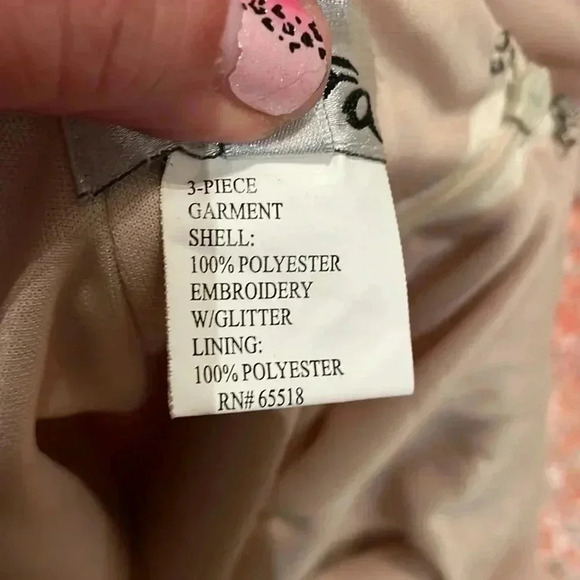 3-PIECE
GARMENT
SHELL:
100% POLYESTER
EMBROIDERY
W/GLITTER
LINING:
100% POLYESTER
RN# 65518